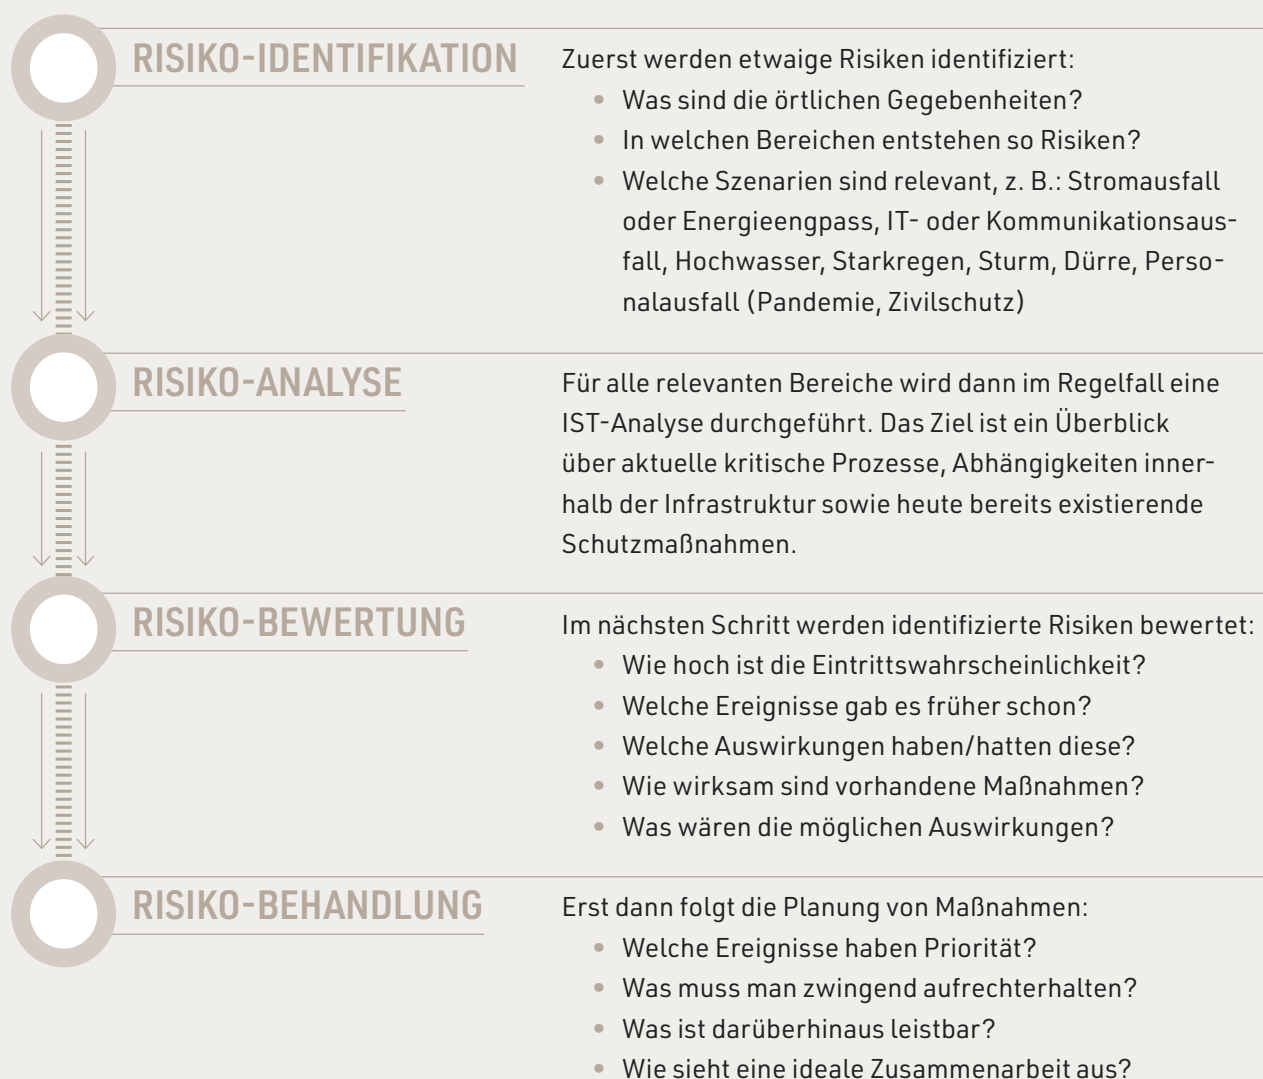 RISIKO-IDENTIFIKATION
Zuerst werden etwaige Risiken identifiziert:
• Was sind die örtlichen Gegebenheiten?
• In welchen Bereichen entstehen so Risiken?
• Welche Szenarien sind relevant, z. B.: Stromausfall
oder Energieengpass, IT- oder Kommunikationsaus-
fall, Hochwasser, Starkregen, Sturm, Dürre, Perso-
nalausfall (Pandemie, Zivilschutz)
RISIKO-ANALYSE
Für alle relevanten Bereiche wird dann im Regelfall eine
IST-Analyse durchgeführt. Das Ziel ist ein Überblick
über aktuelle kritische Prozesse, Abhängigkeiten inner-
halb der Infrastruktur sowie heute bereits existierende
Schutzmaßnahmen.
RISIKO-BEWERTUNG
Im nächsten Schritt werden identifizierte Risiken bewertet:
• Wie hoch ist die Eintrittswahrscheinlichkeit?
• Welche Ereignisse gab es früher schon?
• Welche Auswirkungen haben/hatten diese?
• Wie wirksam sind vorhandene Maßnahmen?
• Was wären die möglichen Auswirkungen?
RISIKO-BEHANDLUNG
Erst dann folgt die Planung von Maßnahmen:
• Welche Ereignisse haben Priorität?
• Was muss man zwingend aufrechterhalten?
• Was ist darüberhinaus leistbar?
• Wie sieht eine ideale Zusammenarbeit aus?